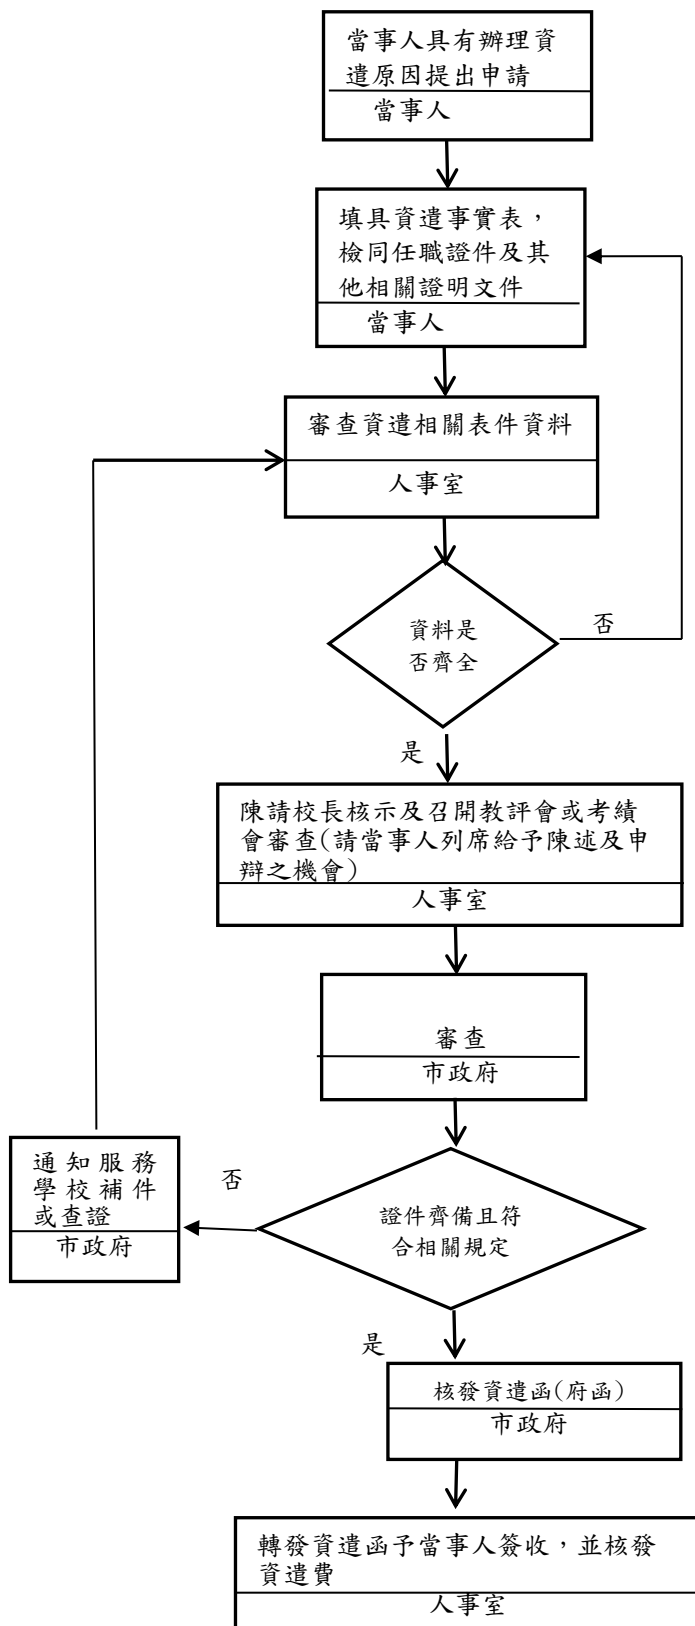 當事人具有辦理資
遣原因提出申請
當事人
填具資遣事實表，
檢同任職證件及其
他相關證明文件
當事人
審查資遣相關表件資料
人事室
資料是
否齊全
否
是
陳請校長核示及召開教評會或考績
會審查(請當事人列席給予陳述及申
辯之機會)
人事室
審查
市政府
通知服務
學校補件
或查證
市政府
否
證件齊備且符
合相關規定
是
核發資遣函(府函)
市政府
轉發資遣函予當事人簽收，並核發
資遣費
人事室